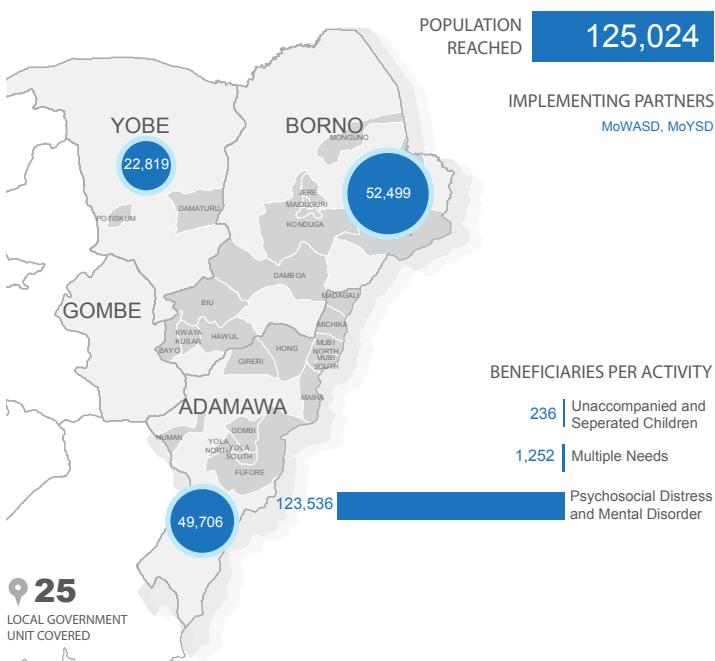 POPULATION
REACHED
125,024
IMPLEMENTING PARTNERS
MoWASD, MoYSD
YOBE
BORNO
MONGUNO
22,819
52,499
JERE
MAIDUGURI
KONDUGA
POTISKUM
DAMATURU
DAMBOA
GOMBE
BIU
MADAGALI
MICHIKA
KWAYA
KUSAR
HAWUL
BAYO
HONG
MUBI
NORTH
MUBI
SOUTH
GIRERI
MAIHA
ADAMAWA
GOMBI
NUMAN
YOLA
NORTH
YOLA
SOUTH
FUFORE
49,706
BENEFICIARIES PER ACTIVITY
236
Unaccompanied and
Seperated Children
1,252
Multiple Needs
123,536
Psychosocial Distress
and Mental Disorder
25
LOCAL GOVERNMENT
UNIT COVERED